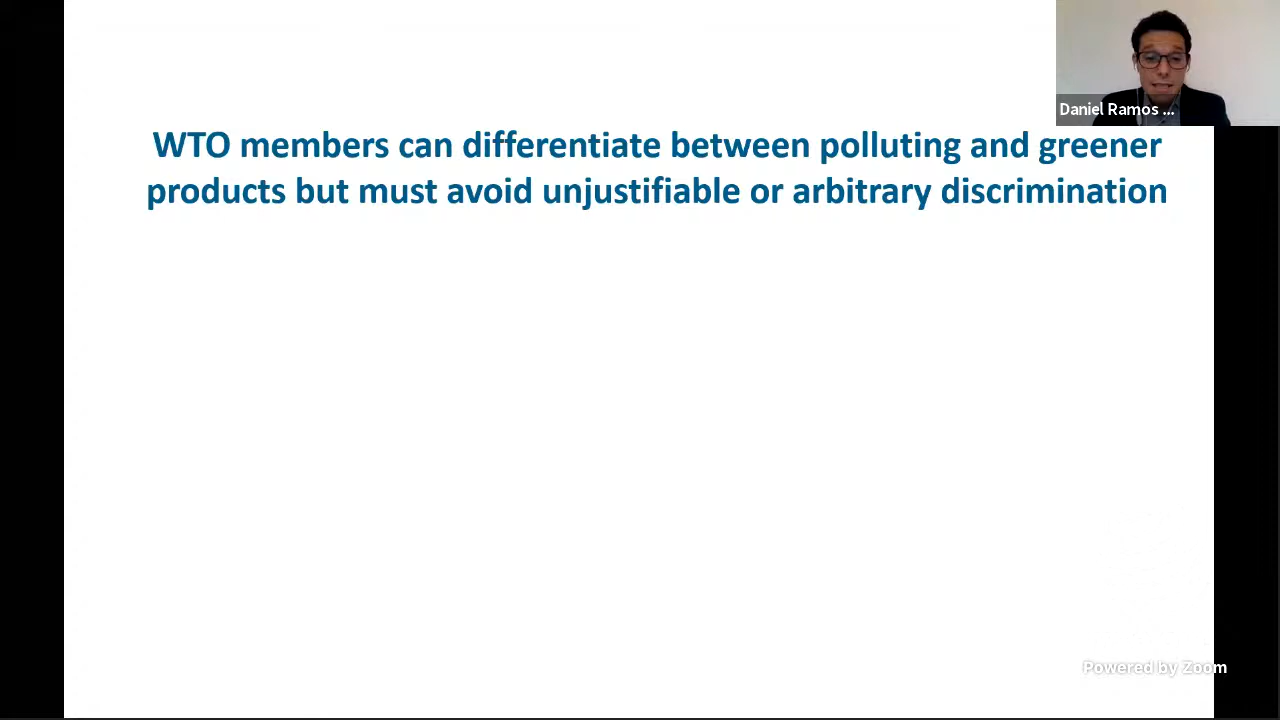 Daniel Ramos ...
WTO members can differentiate between polluting and greener
products but must avoid unjustifiable or arbitrary discrimination
Powered by Zoom